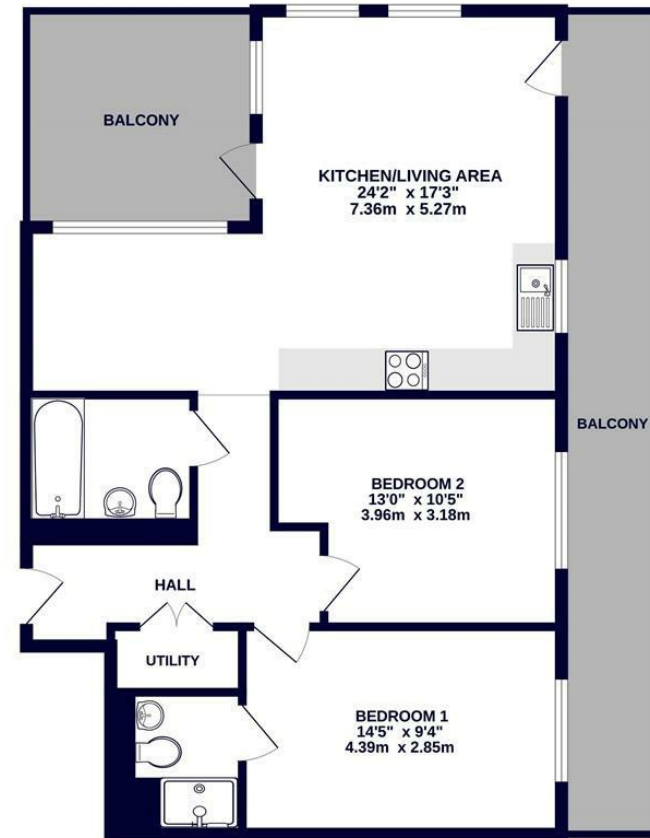 BALCONY
KITCHEN/LIVING AREA
24'2" x 17'3"
7.36m x 5.27m
BALCONY
BEDROOM 2
13'0" x 10'5"
3.96m x 3.18m
HALL
UTILITY
BEDROOM 1
14'5" x 9'4"
4.39m x 2.85m